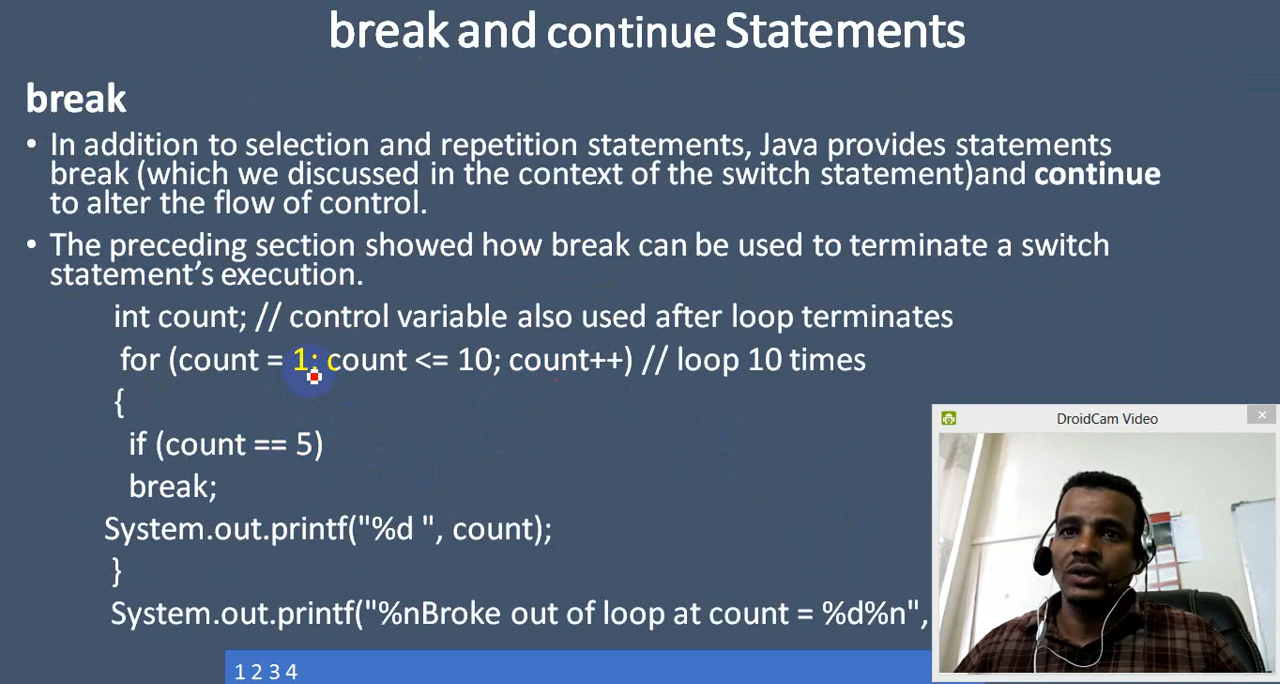 break and continue Statements
break
• In addition to selection and repetition statements, Java provides statements
break (which we discussed in the context of the switch statement)and continue
to alter the flow of control.
• The preceding section showed how break can be used to terminate a switch
statement's execution.
int count; // control variable also used after loop terminates
for (count = 1; count <= 10; count++) // loop 10 times
{
if (count == 5)
break;
System.out.printf("%d ", count);
}
System.out.printf("%nBroke out of loop at count = %d%n",
1 2 3 4
DroidCam Video